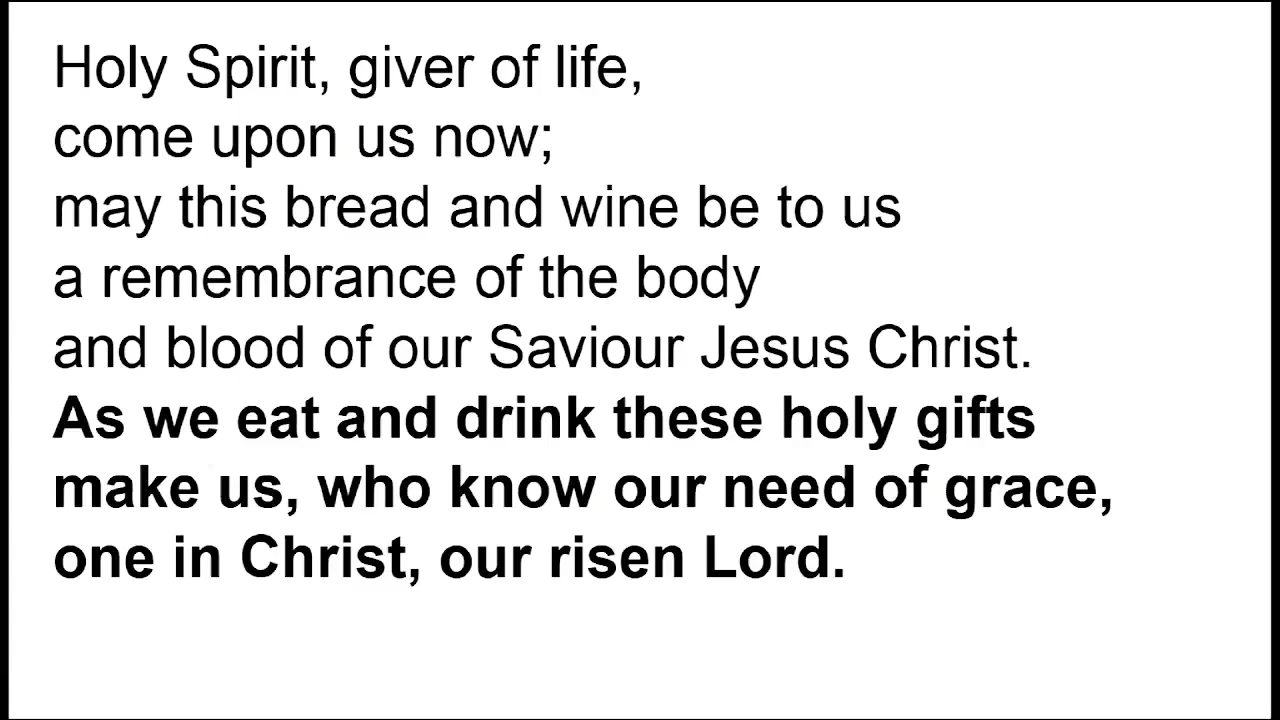 Holy Spirit, giver of life,
come upon us now;
may this bread and wine be to us
a remembrance of the body
and blood of our Saviour Jesus Christ.
As we eat and drink these holy gifts
make us, who know our need of grace,
one in Christ, our risen Lord.